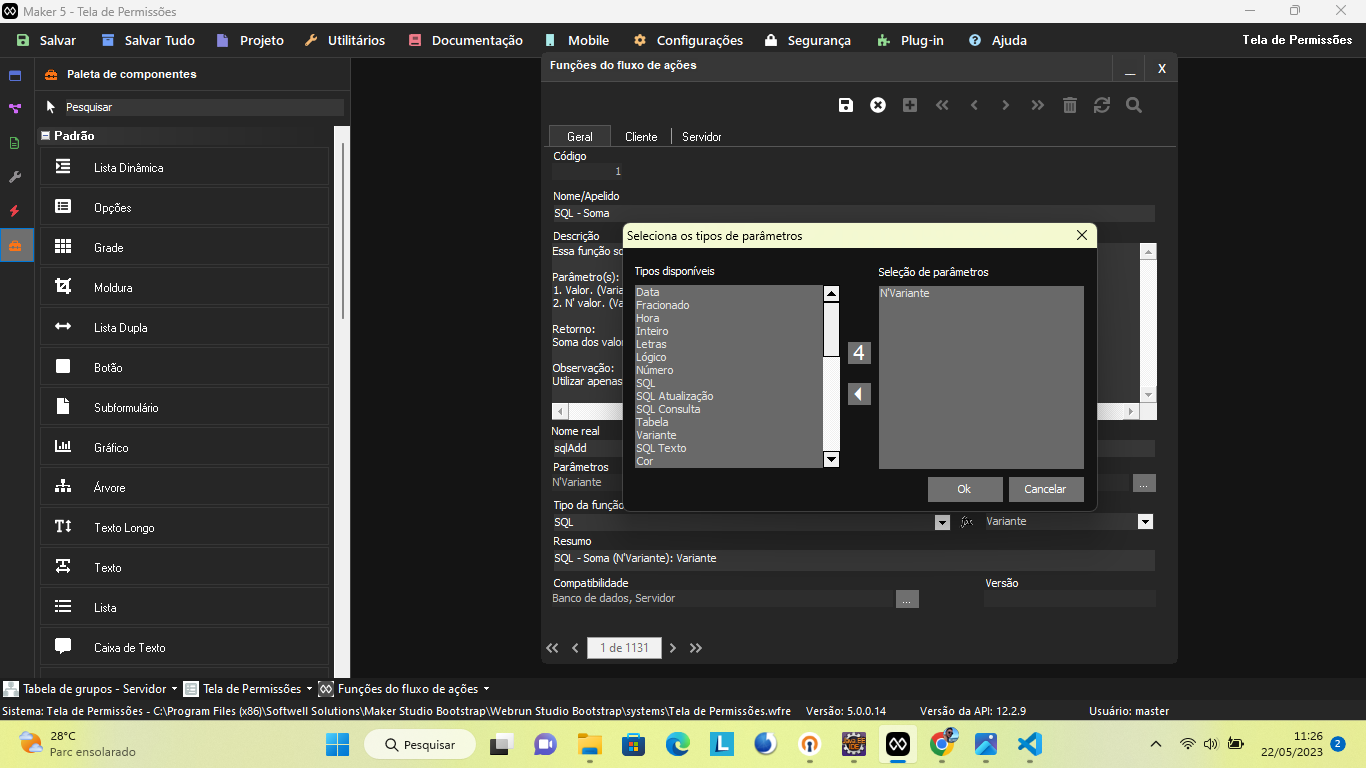 Maker 5 - Tela de Permissões
Salvar
Salvar Tudo
Projeto
Utilitários
Documentação
Mobile
Configurações
Segurança
Plug-in
Ajuda
Tela de Permissões
Paleta de componentes
Pesquisar
Padrão
Lista Dinâmica
Opções
Grade
Moldura
Lista Dupla
Botão
Subformulário
Gráfico
Árvore
Texto Longo
Texto
Lista
Caixa de Texto
Funções do fluxo de ações
_ X
Geral
Cliente
Servidor
Código
1
Nome/Apelido
SQL - Soma
Descrição
Essa função so
Parâmetro(s):
1. Valor. (Varia
2. N' valor. (Va
Retorno:
Soma dos valor
Observação:
Utilizar apenas
Nome real
sqlAdd
Parâmetros
N'Variante
...
Tipo da função
SQL
fx
Variante
Resumo
SQL - Soma (N'Variante): Variante
Compatibilidade
Banco de dados, Servidor
...
Versão
1 de 1131
Seleciona os tipos de parâmetros
Tipos disponíveis
Data
Fracionado
Hora
Inteiro
Letras
Lógico
Número
SQL
SQL Atualização
SQL Consulta
Tabela
Variante
SQL Texto
Cor
4
Seleção de parâmetros
N'Variante
Ok
Cancelar
Tabela de grupos - Servidor
Tela de Permissões
Funções do fluxo de ações
Sistema: Tela de Permissões - C:\Program Files (x86)\Softwell Solutions\Maker Studio Bootstrap\Webrun Studio Bootstrap\systems\Tela de Permissões.wfre
Versão: 5.0.0.14
Versão da API: 12.2.9
Usuário: master
28°C
Parc ensolarado
Pesquisar
L
Java EE
IDE
11:26
22/05/2023
2